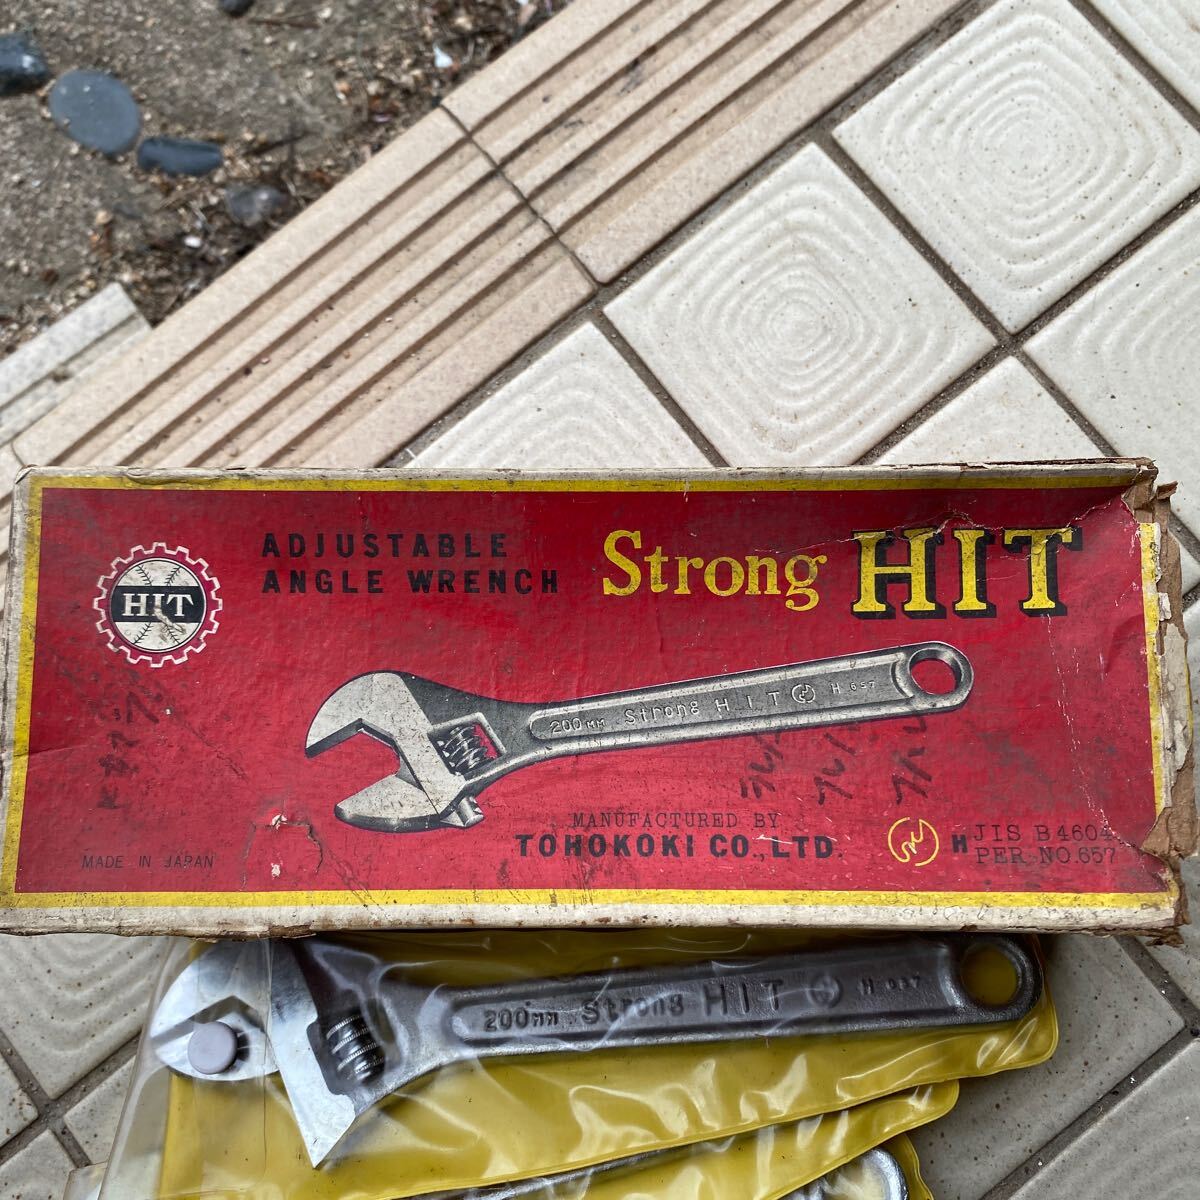 ADJUSTABLE
ANGLE WRENCH
Strong HIT
HIT
200MM Strong HIT H 657
MANUFACTURED BY
TOHOKOKI CO., LTD.
MADE IN JAPAN
H JIS B4604
PER. NO. 657
200MM Strong HIT H 657